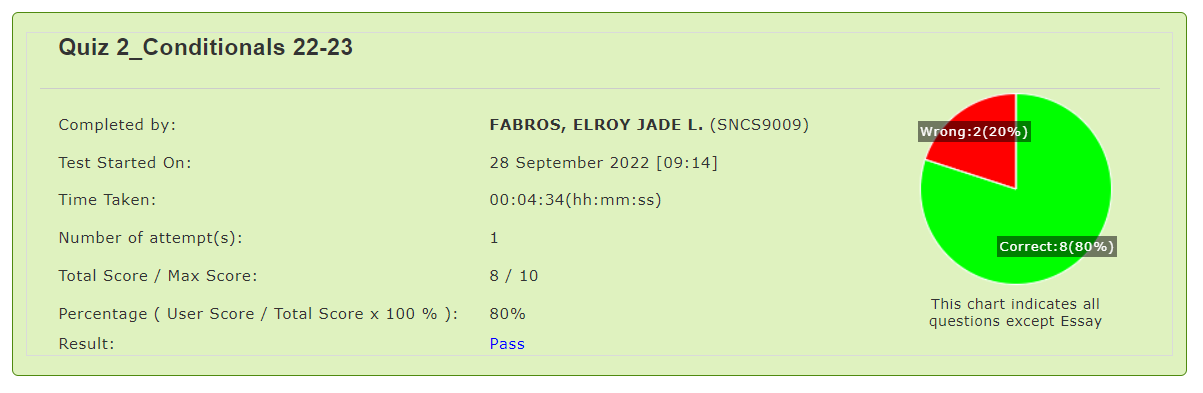 Quiz 2_Conditionals 22-23
Completed by: FABROS, ELROY JADE L. (SNCS9009)
Test Started On: 28 September 2022 [09:14]
Time Taken: 00:04:34(hh:mm:ss)
Number of attempt(s): 1
Total Score / Max Score: 8 / 10
Percentage ( User Score / Total Score x 100 % ): 80%
Result: Pass
Wrong:2(20%)
Correct:8(80%)
This chart indicates all
questions except Essay